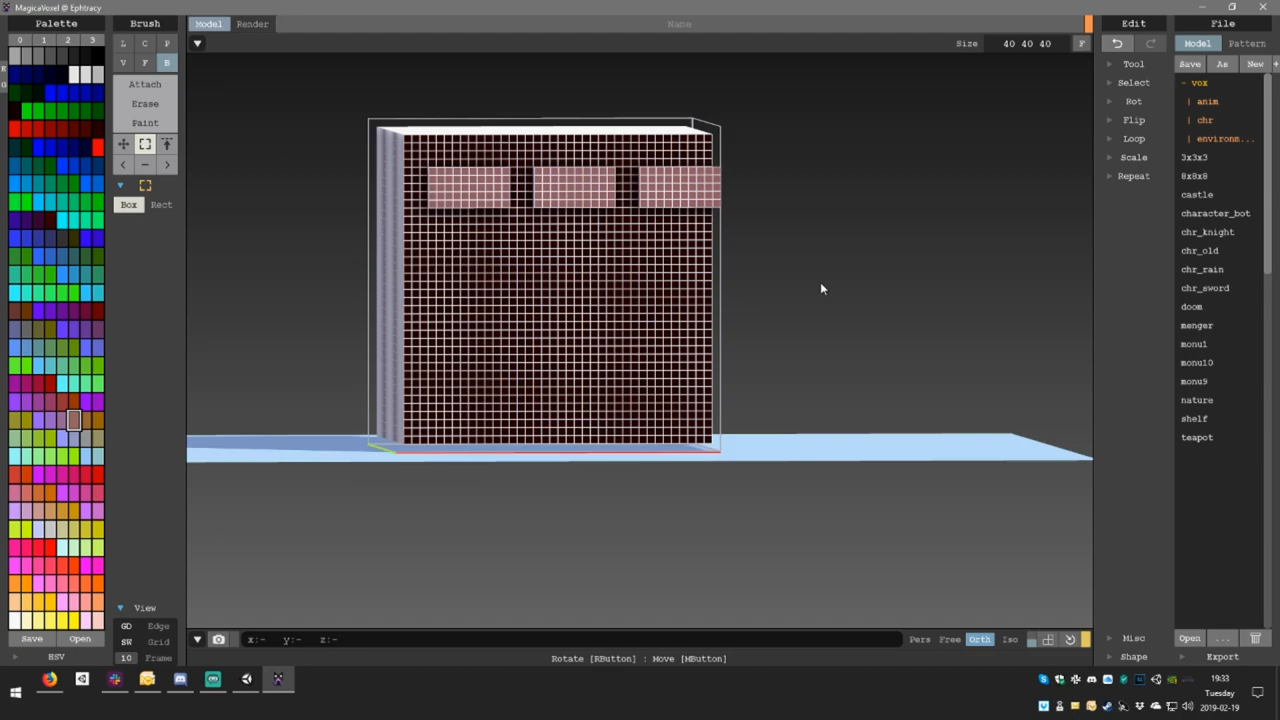 MagicaVoxel @ Ephtracy
Palette
Brush
Model
Render
Name
Edit
File
0
1
2
3
L
C
P
V
F
B
Attach
Erase
Paint
Box
Rect
Size
40 40 40
F
Tool
Select
Rot
Flip
Loop
Scale
Repeat
Model
Pattern
Save
As
New
+
- vox
| anim
| chr
| environm...
3x3x3
8x8x8
castle
character_bot
chr_knight
chr_old
chr_rain
chr_sword
doom
menger
monu1
monu10
monu9
nature
shelf
teapot
View
GD
Edge
SW
Grid
10
Frame
Save
Open
HSV
x:-
y:-
z:-
Pers
Free
Orth
Iso
Misc
Shape
Open
...
Export
Rotate [RButton] : Move [MButton]
19:33
Tuesday
2019-02-19